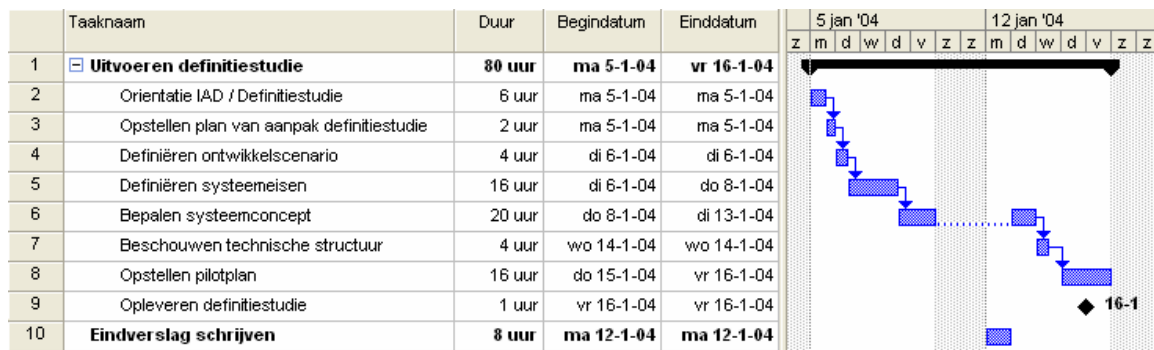 Taaknaam Duur Begindatum Einddatum 5 jan '04 12 jan '04
z m d w d v z z m d w d v z z
1 Uitvoeren definitiestudie 80 uur ma 5-1-04 vr 16-1-04
2 Orientatie IAD / Definitiestudie 6 uur ma 5-1-04 ma 5-1-04
3 Opstellen plan van aanpak definitiestudie 2 uur ma 5-1-04 ma 5-1-04
4 Definiëren ontwikkelscenario 4 uur di 6-1-04 di 6-1-04
5 Definiëren systeemeisen 16 uur di 6-1-04 do 8-1-04
6 Bepalen systeemconcept 20 uur do 8-1-04 di 13-1-04
7 Beschouwen technische structuur 4 uur wo 14-1-04 wo 14-1-04
8 Opstellen pilotplan 16 uur do 15-1-04 vr 16-1-04
9 Opleveren definitiestudie 1 uur vr 16-1-04 vr 16-1-04 16-1
10 Eindverslag schrijven 8 uur ma 12-1-04 ma 12-1-04